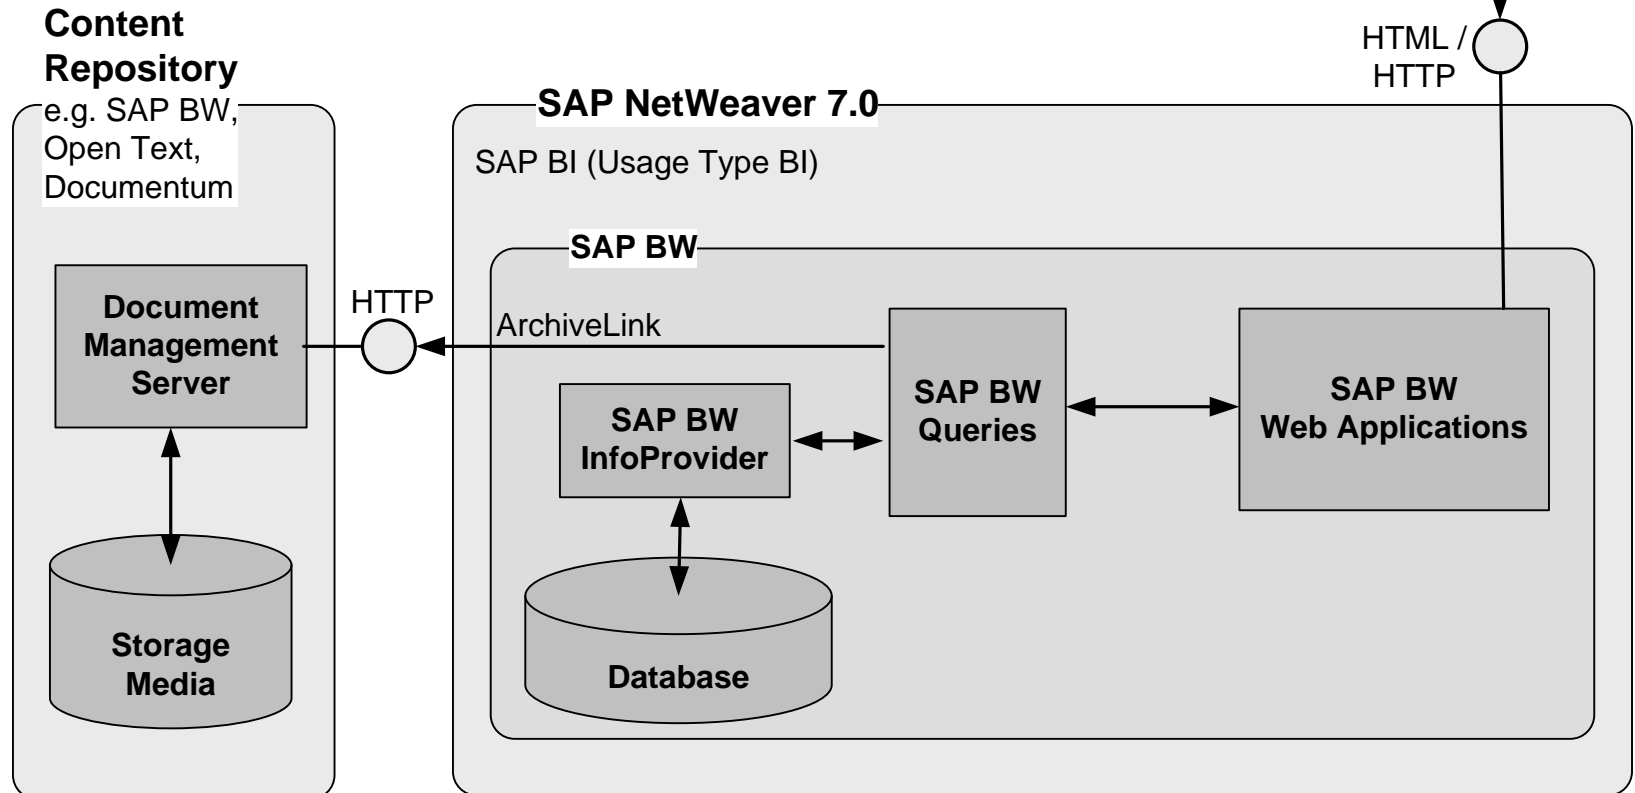 Content
Repository
e.g. SAP BW,
Open Text,
Documentum
Document
Management
Server
Storage
Media
HTTP
HTML /
HTTP
SAP NetWeaver 7.0
SAP BI (Usage Type BI)
SAP BW
ArchiveLink
SAP BW
InfoProvider
Database
SAP BW
Queries
SAP BW
Web Applications